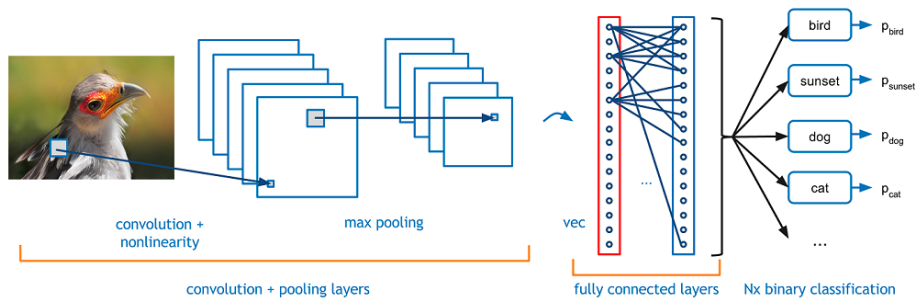 bird
p_bird
sunset
p_sunset
dog
p_dog
cat
p_cat
...
...
convolution +
nonlinearity
max pooling
vec
convolution + pooling layers
fully connected layers
Nx binary classification